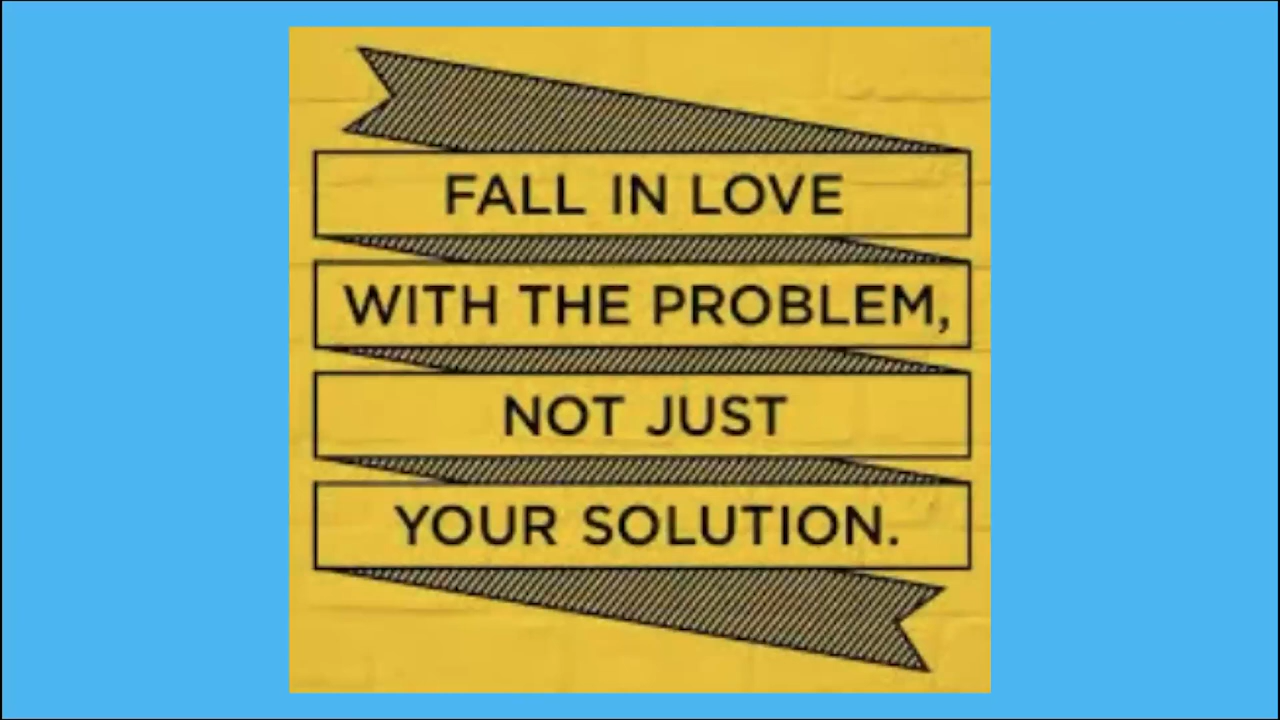 FALL IN LOVE
WITH THE PROBLEM,
NOT JUST
YOUR SOLUTION.